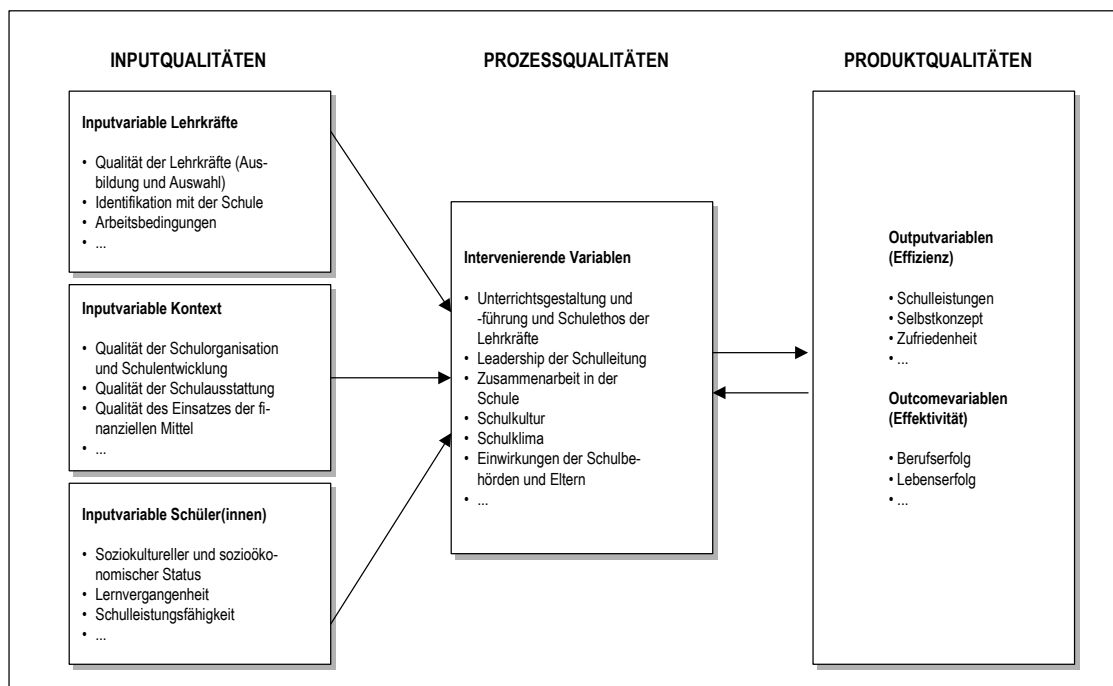 INPUTQUALITÄTEN
Inputvariable Lehrkräfte
• Qualität der Lehrkräfte (Aus-
bildung und Auswahl)
• Identifikation mit der Schule
• Arbeitsbedingungen
• ...
Inputvariable Kontext
• Qualität der Schulorganisation
und Schulentwicklung
• Qualität der Schulausstattung
• Qualität des Einsatzes der fi-
nanziellen Mittel
• ...
Inputvariable Schüler(innen)
• Soziokultureller und sozioöko-
nomischer Status
• Lernvergangenheit
• Schulleistungsfähigkeit
• ...
PROZESSQUALITÄTEN
Intervenierende Variablen
• Unterrichtsgestaltung und
-führung und Schulethos der
Lehrkräfte
• Leadership der Schulleitung
• Zusammenarbeit in der
Schule
• Schulkultur
• Schulklima
• Einwirkungen der Schulbe-
hörden und Eltern
• ...
PRODUKTQUALITÄTEN
Outputvariablen
(Effizienz)
• Schulleistungen
• Selbstkonzept
• Zufriedenheit
• ...
Outcomevariablen
(Effektivität)
• Berufserfolg
• Lebenserfolg
• ...